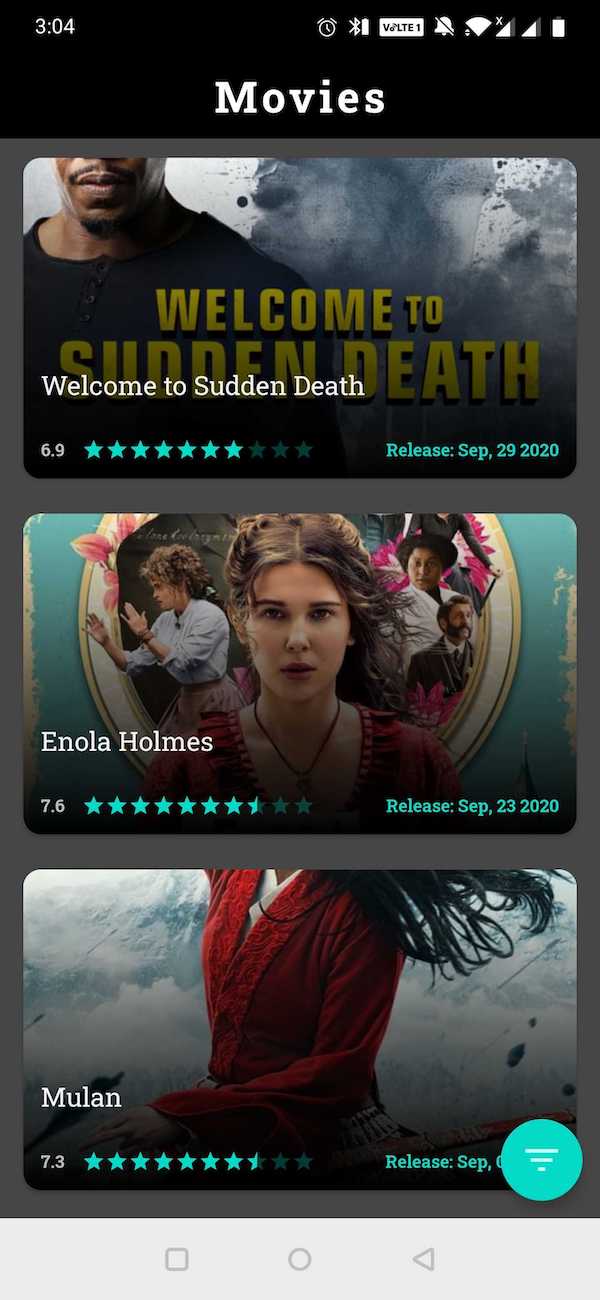 3:04
VoLTE 1
X
Movies
WELCOME TO
SUDDEN DEATH
Welcome to Sudden Death
6.9
Release: Sep, 29 2020
Enola Holmes
7.6
Release: Sep, 23 2020
Mulan
7.3
Release: Sep,